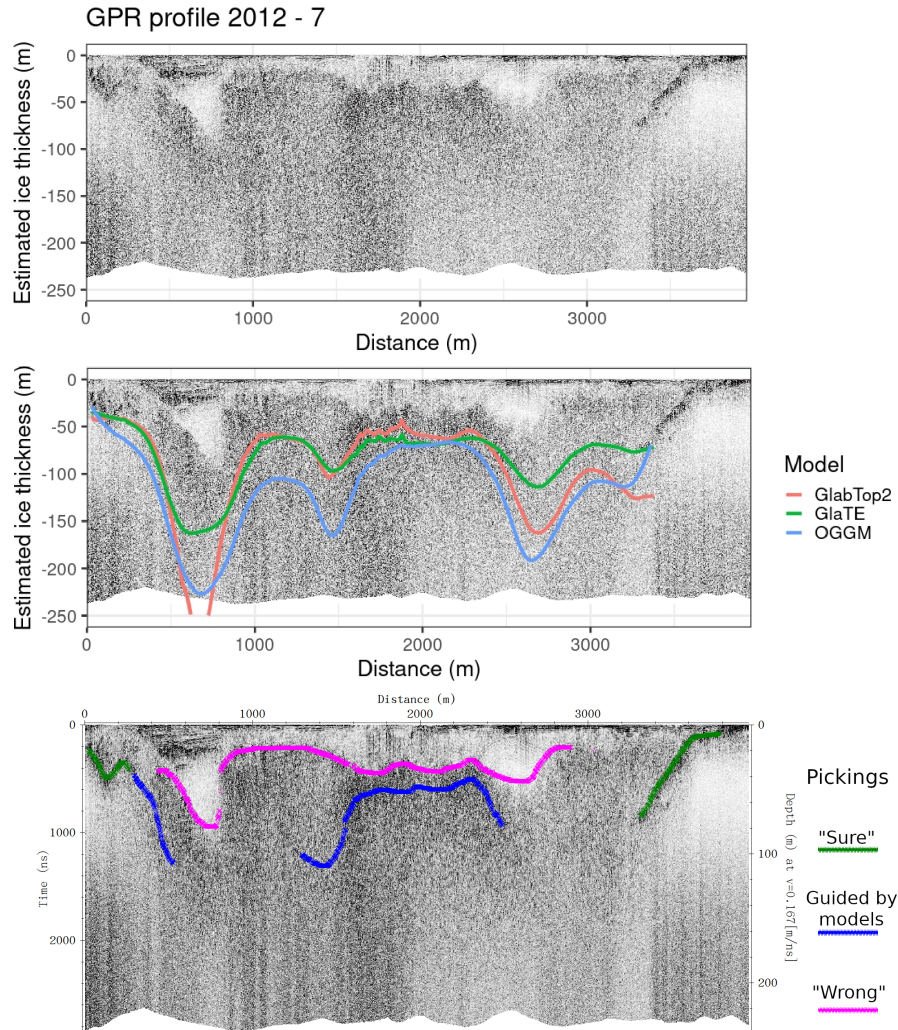 GPR profile 2012 - 7
Estimated ice thickness (m)
0
-50
-100
-150
-200
-250
0
1000
2000
3000
Distance (m)
Estimated ice thickness (m)
0
-50
-100
-150
-200
-250
0
1000
2000
3000
Distance (m)
Model
GlabTop2
GlaTE
OGGM
Distance (m)
0
1000
2000
3000
Time (ns)
0
1000
2000
0
100
200
Depth (m) at v=0.167[m/ns]
Pickings
"Sure"
Guided by
models
"Wrong"